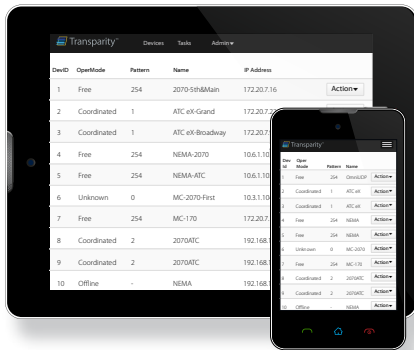 Transparity™ Devices Tasks Admin▾
DevID OperMode Pattern Name IP Address
1 Free 254 2070-5th&Main 172.20.7.16 Action▾
2 Coordinated 1 ATC eX-Grand
3 Coordinated 1 ATC eX-Broadway
4 Free 254 NEMA-2070
5 Free 254 NEMA-ATC
6 Unknown 0 MC-2070-First
7 Free 254 MC-170
8 Coordinated 2 2070ATC
9 Coordinated 2 2070ATC
10 Offline - NEMA
Transparity™
Dev Oper
Id Mode Pattern Name
1 Free 254 OmniUDP Action▾
2 Coordinated 1 ATC eX Action▾
3 Coordinated 1 ATC eX Action▾
4 Free 254 NEMA Action▾
5 Free 254 NEMA Action▾
6 Unknown 0 MC-2070 Action▾
7 Free 254 MC-170 Action▾
8 Coordinated 2 2070ATC Action▾
9 Coordinated 2 2070ATC Action▾
10 Offline - NEMA Action▾